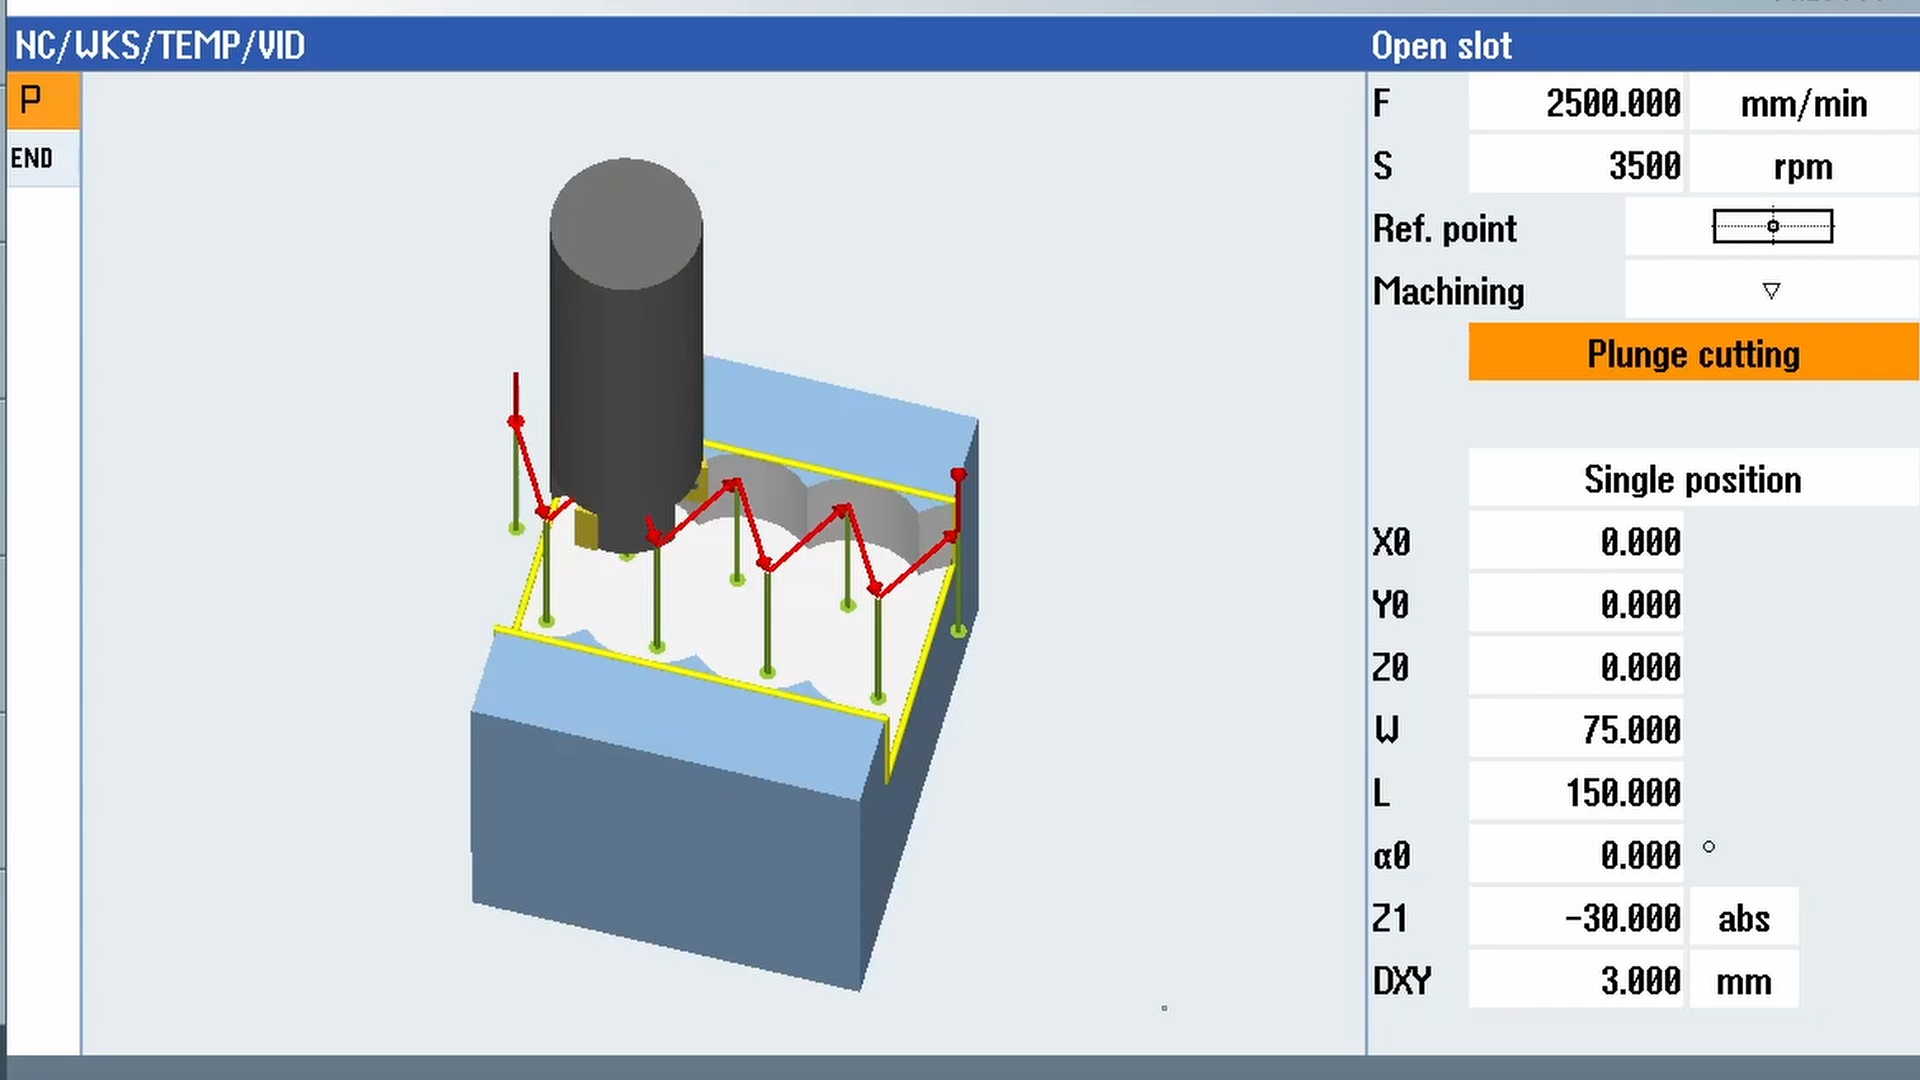 NC/WKS/TEMP/VID
Open slot
P
END
F 2500.000 mm/min
S 3500 rpm
Ref. point
Machining ▽
Plunge cutting
Single position
X0 0.000
Y0 0.000
Z0 0.000
W 75.000
L 150.000
α0 0.000 °
Z1 -30.000 abs
DXY 3.000 mm